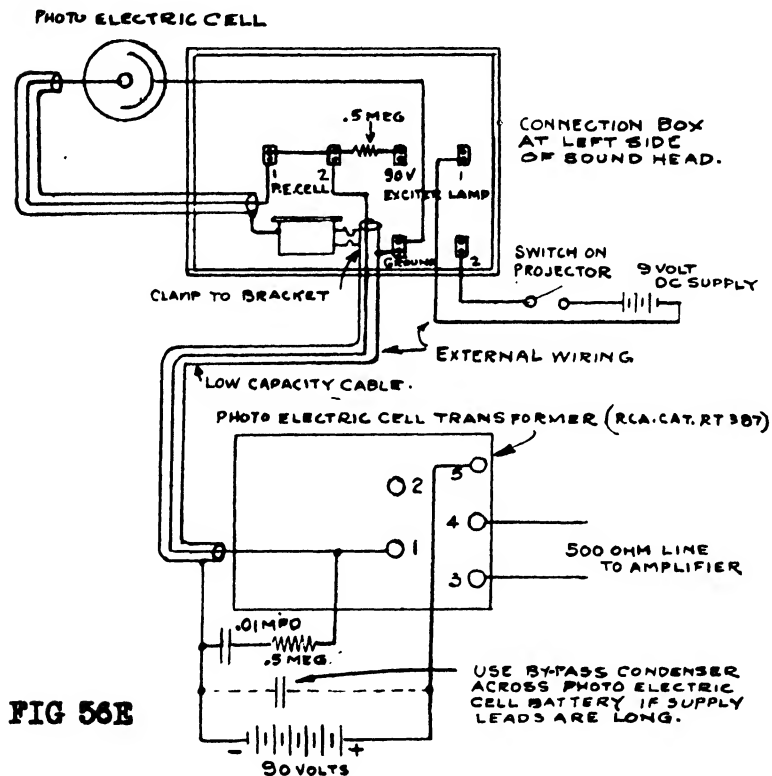 PHOTO ELECTRIC CELL
.5 MEG
CONNECTION BOX
AT LEFT SIDE
OF SOUND HEAD.
1
2
90V
1
P.E.CELL
EXCITER LAMP
GROUND
2
SWITCH ON
PROJECTOR
9 VOLT
DC SUPPLY
CLAMP TO BRACKET
EXTERNAL WIRING
LOW CAPACITY CABLE.
PHOTO ELECTRIC CELL TRANSFORMER (RCA.CAT.RT 387)
5
2
4
1
500 OHM LINE
TO AMPLIFIER
3
.01 MFD
.5 MEG.
USE BY-PASS CONDENSER
ACROSS PHOTO ELECTRIC
CELL BATTERY IF SUPPLY
LEADS ARE LONG.
FIG 56E
- +
90 VOLTS